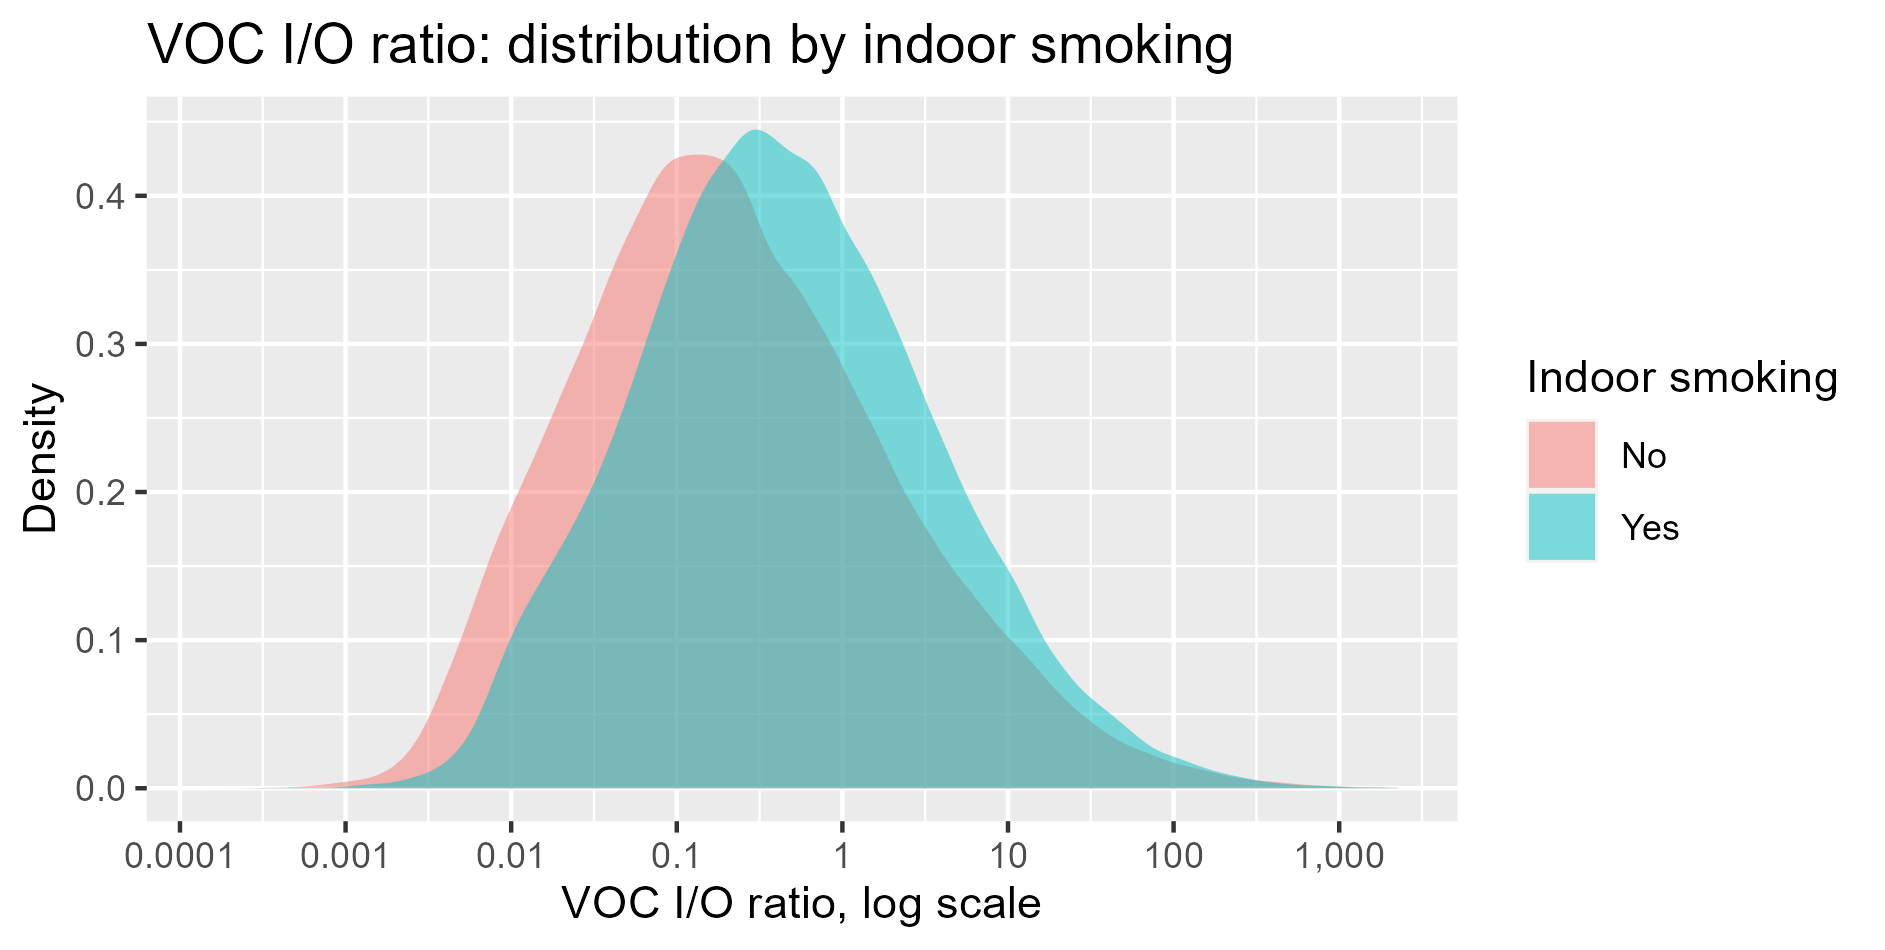 VOC I/O ratio: distribution by indoor smoking
0.4
0.3
0.2
0.1
0.0
Density
0.0001 0.001 0.01 0.1 1 10 100 1,000
VOC I/O ratio, log scale
Indoor smoking
No
Yes